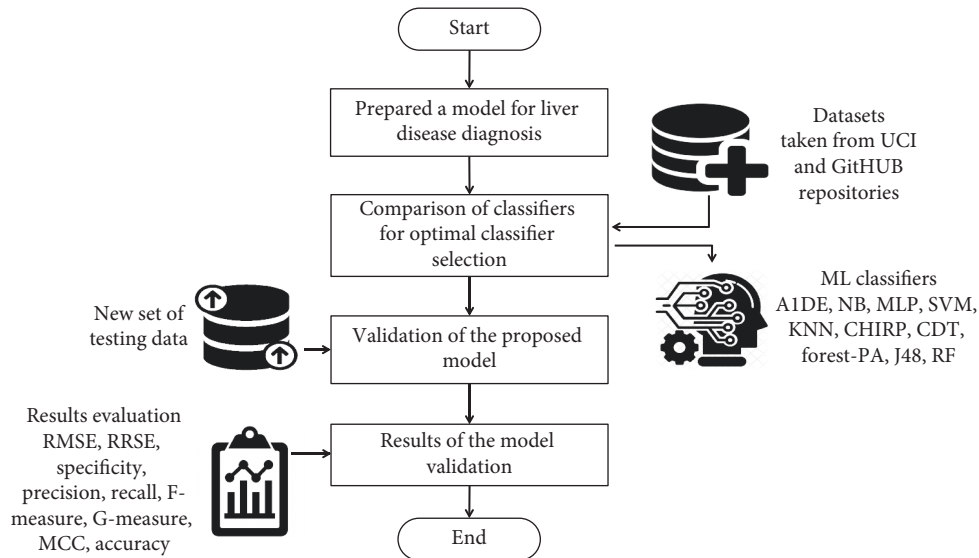 Start
Prepared a model for liver
disease diagnosis
Datasets
taken from UCI
and GitHUB
repositories
Comparison of classifiers
for optimal classifier
selection
ML classifiers
A1DE, NB, MLP, SVM,
KNN, CHIRP, CDT,
forest-PA, J48, RF
New set of
testing data
Validation of the proposed
model
Results evaluation
RMSE, RRSE,
specificity,
precision, recall, F-
measure, G-measure,
MCC, accuracy
Results of the model
validation
End